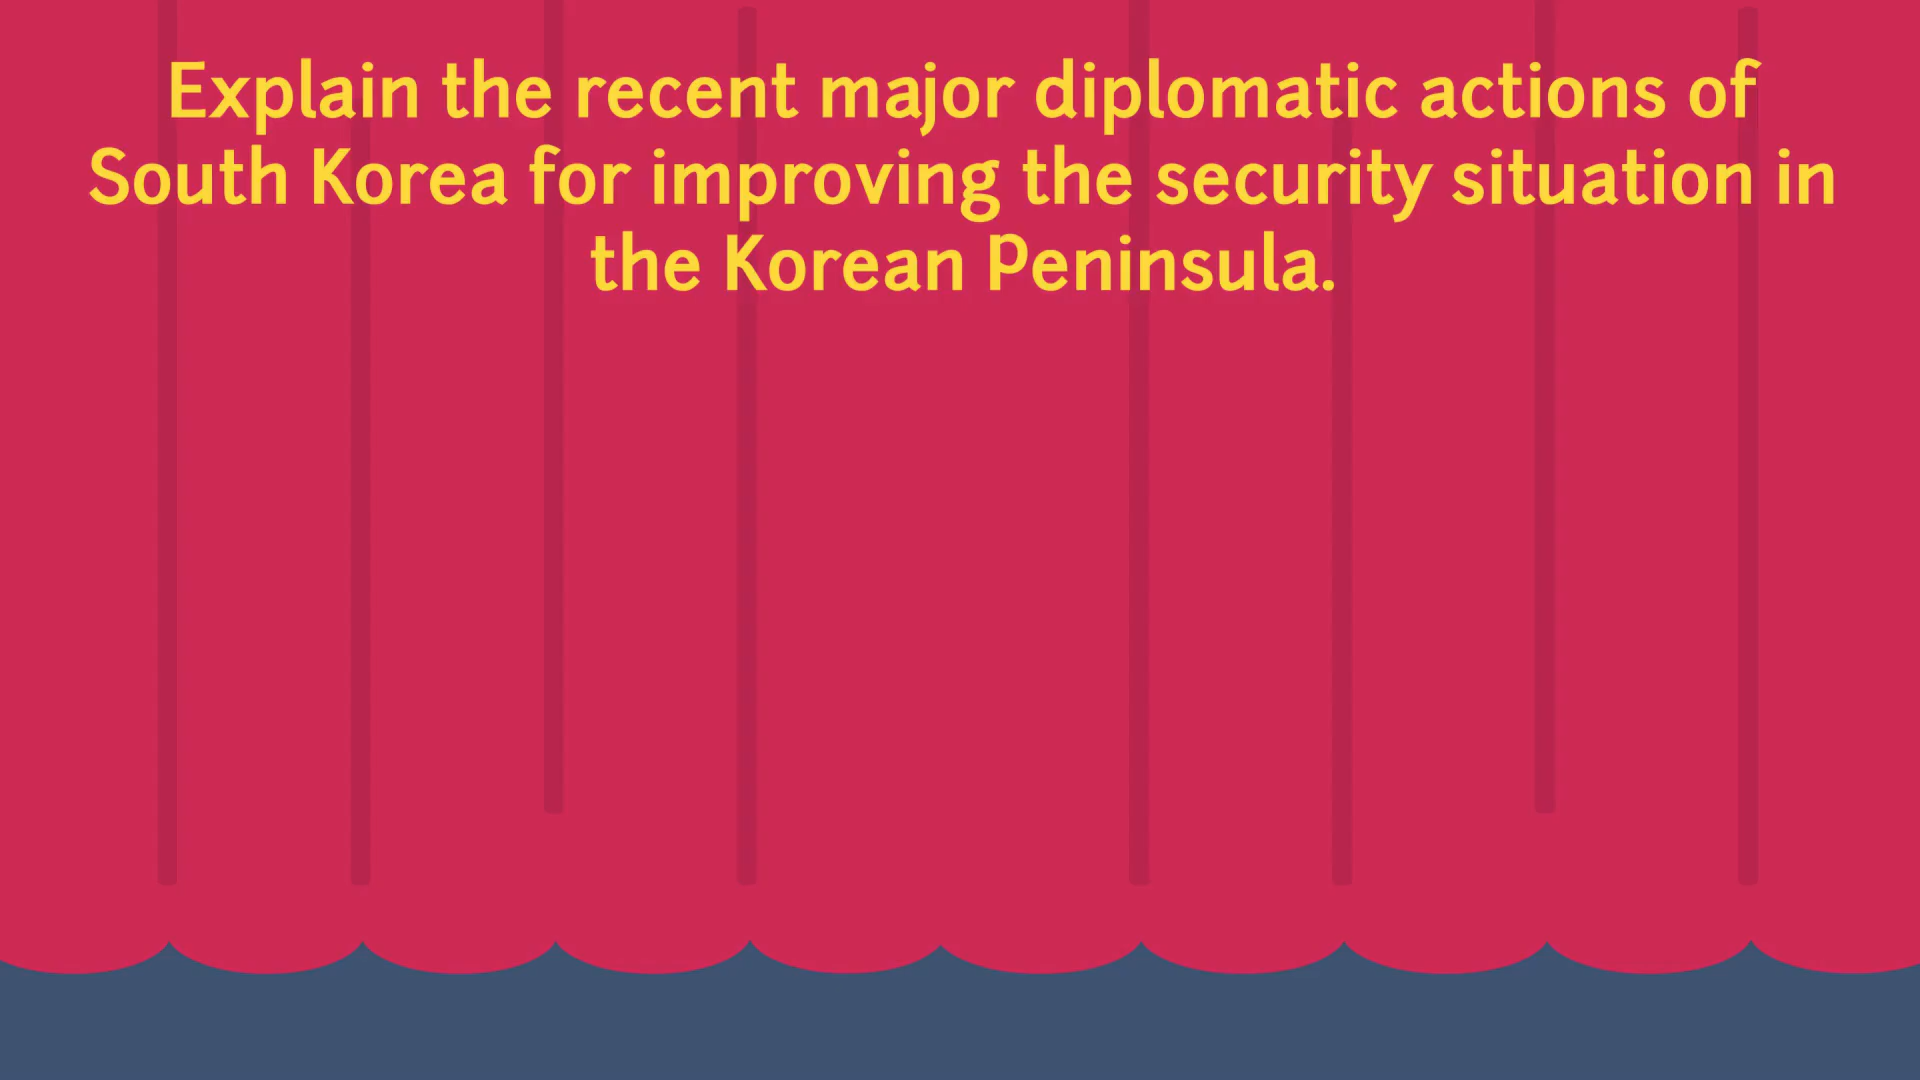 Explain the recent major diplomatic actions of
South Korea for improving the security situation in
the Korean Peninsula.